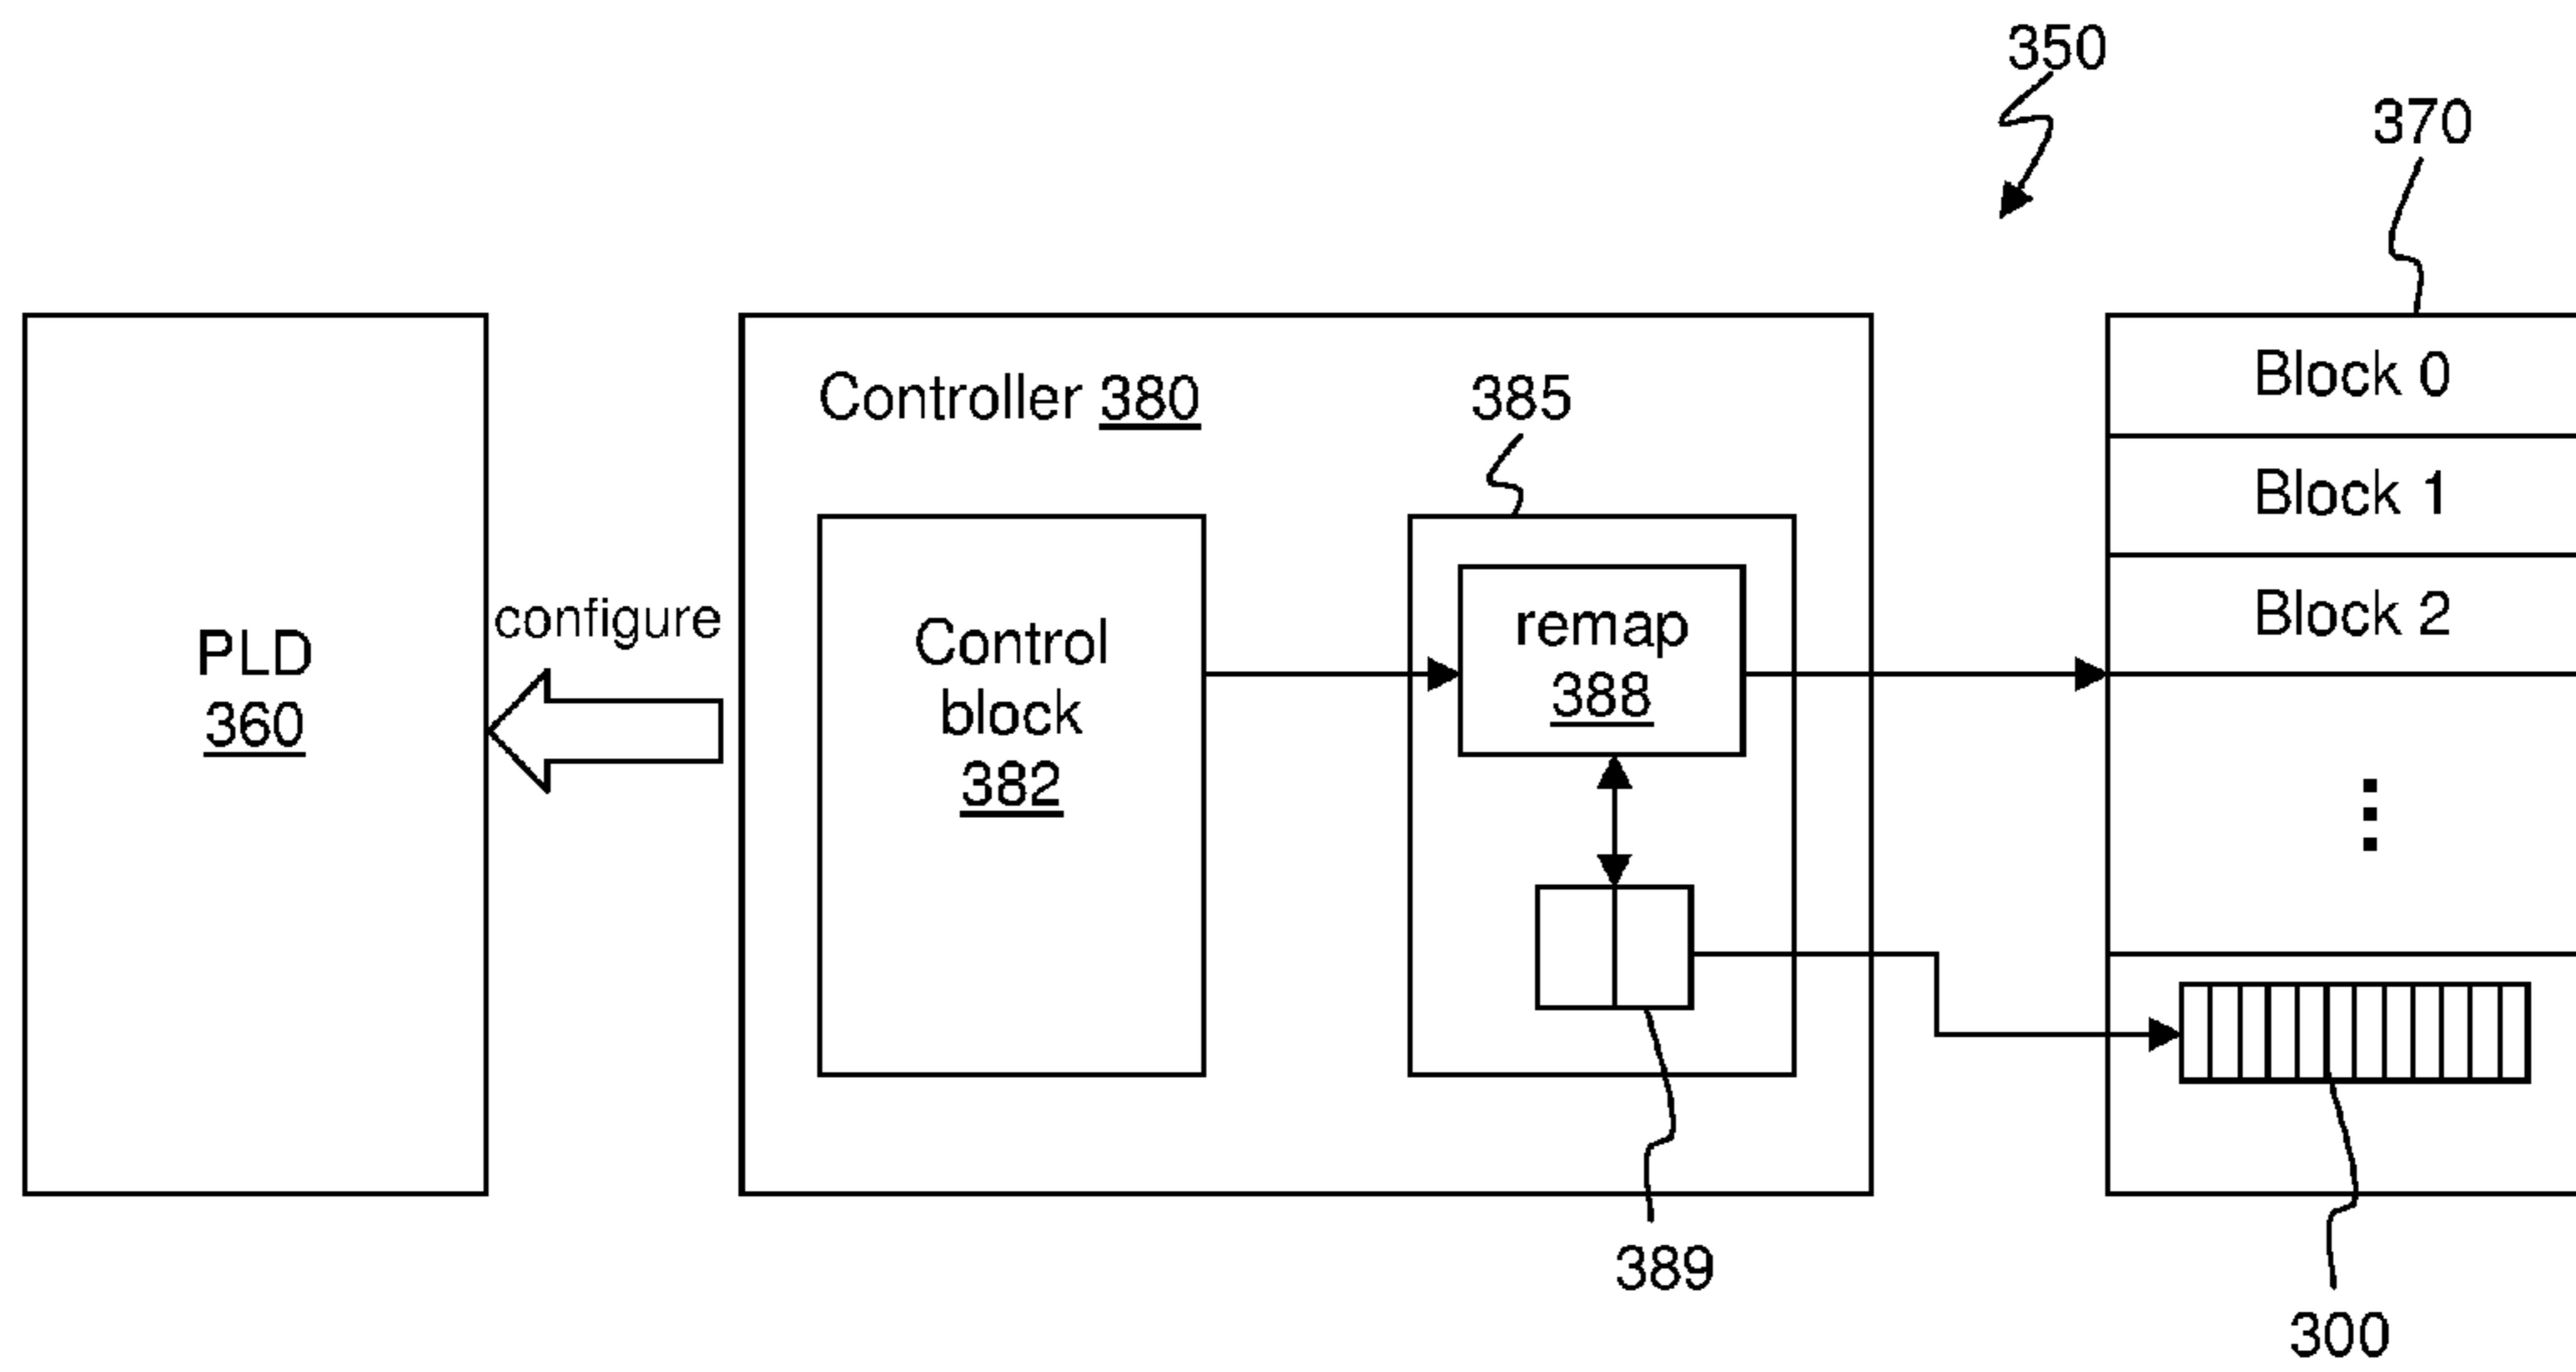 350
370
Block 0
Controller 380
385
Block 1
configure
remap
388
Block 2
PLD
360
Control
block
382
389
300